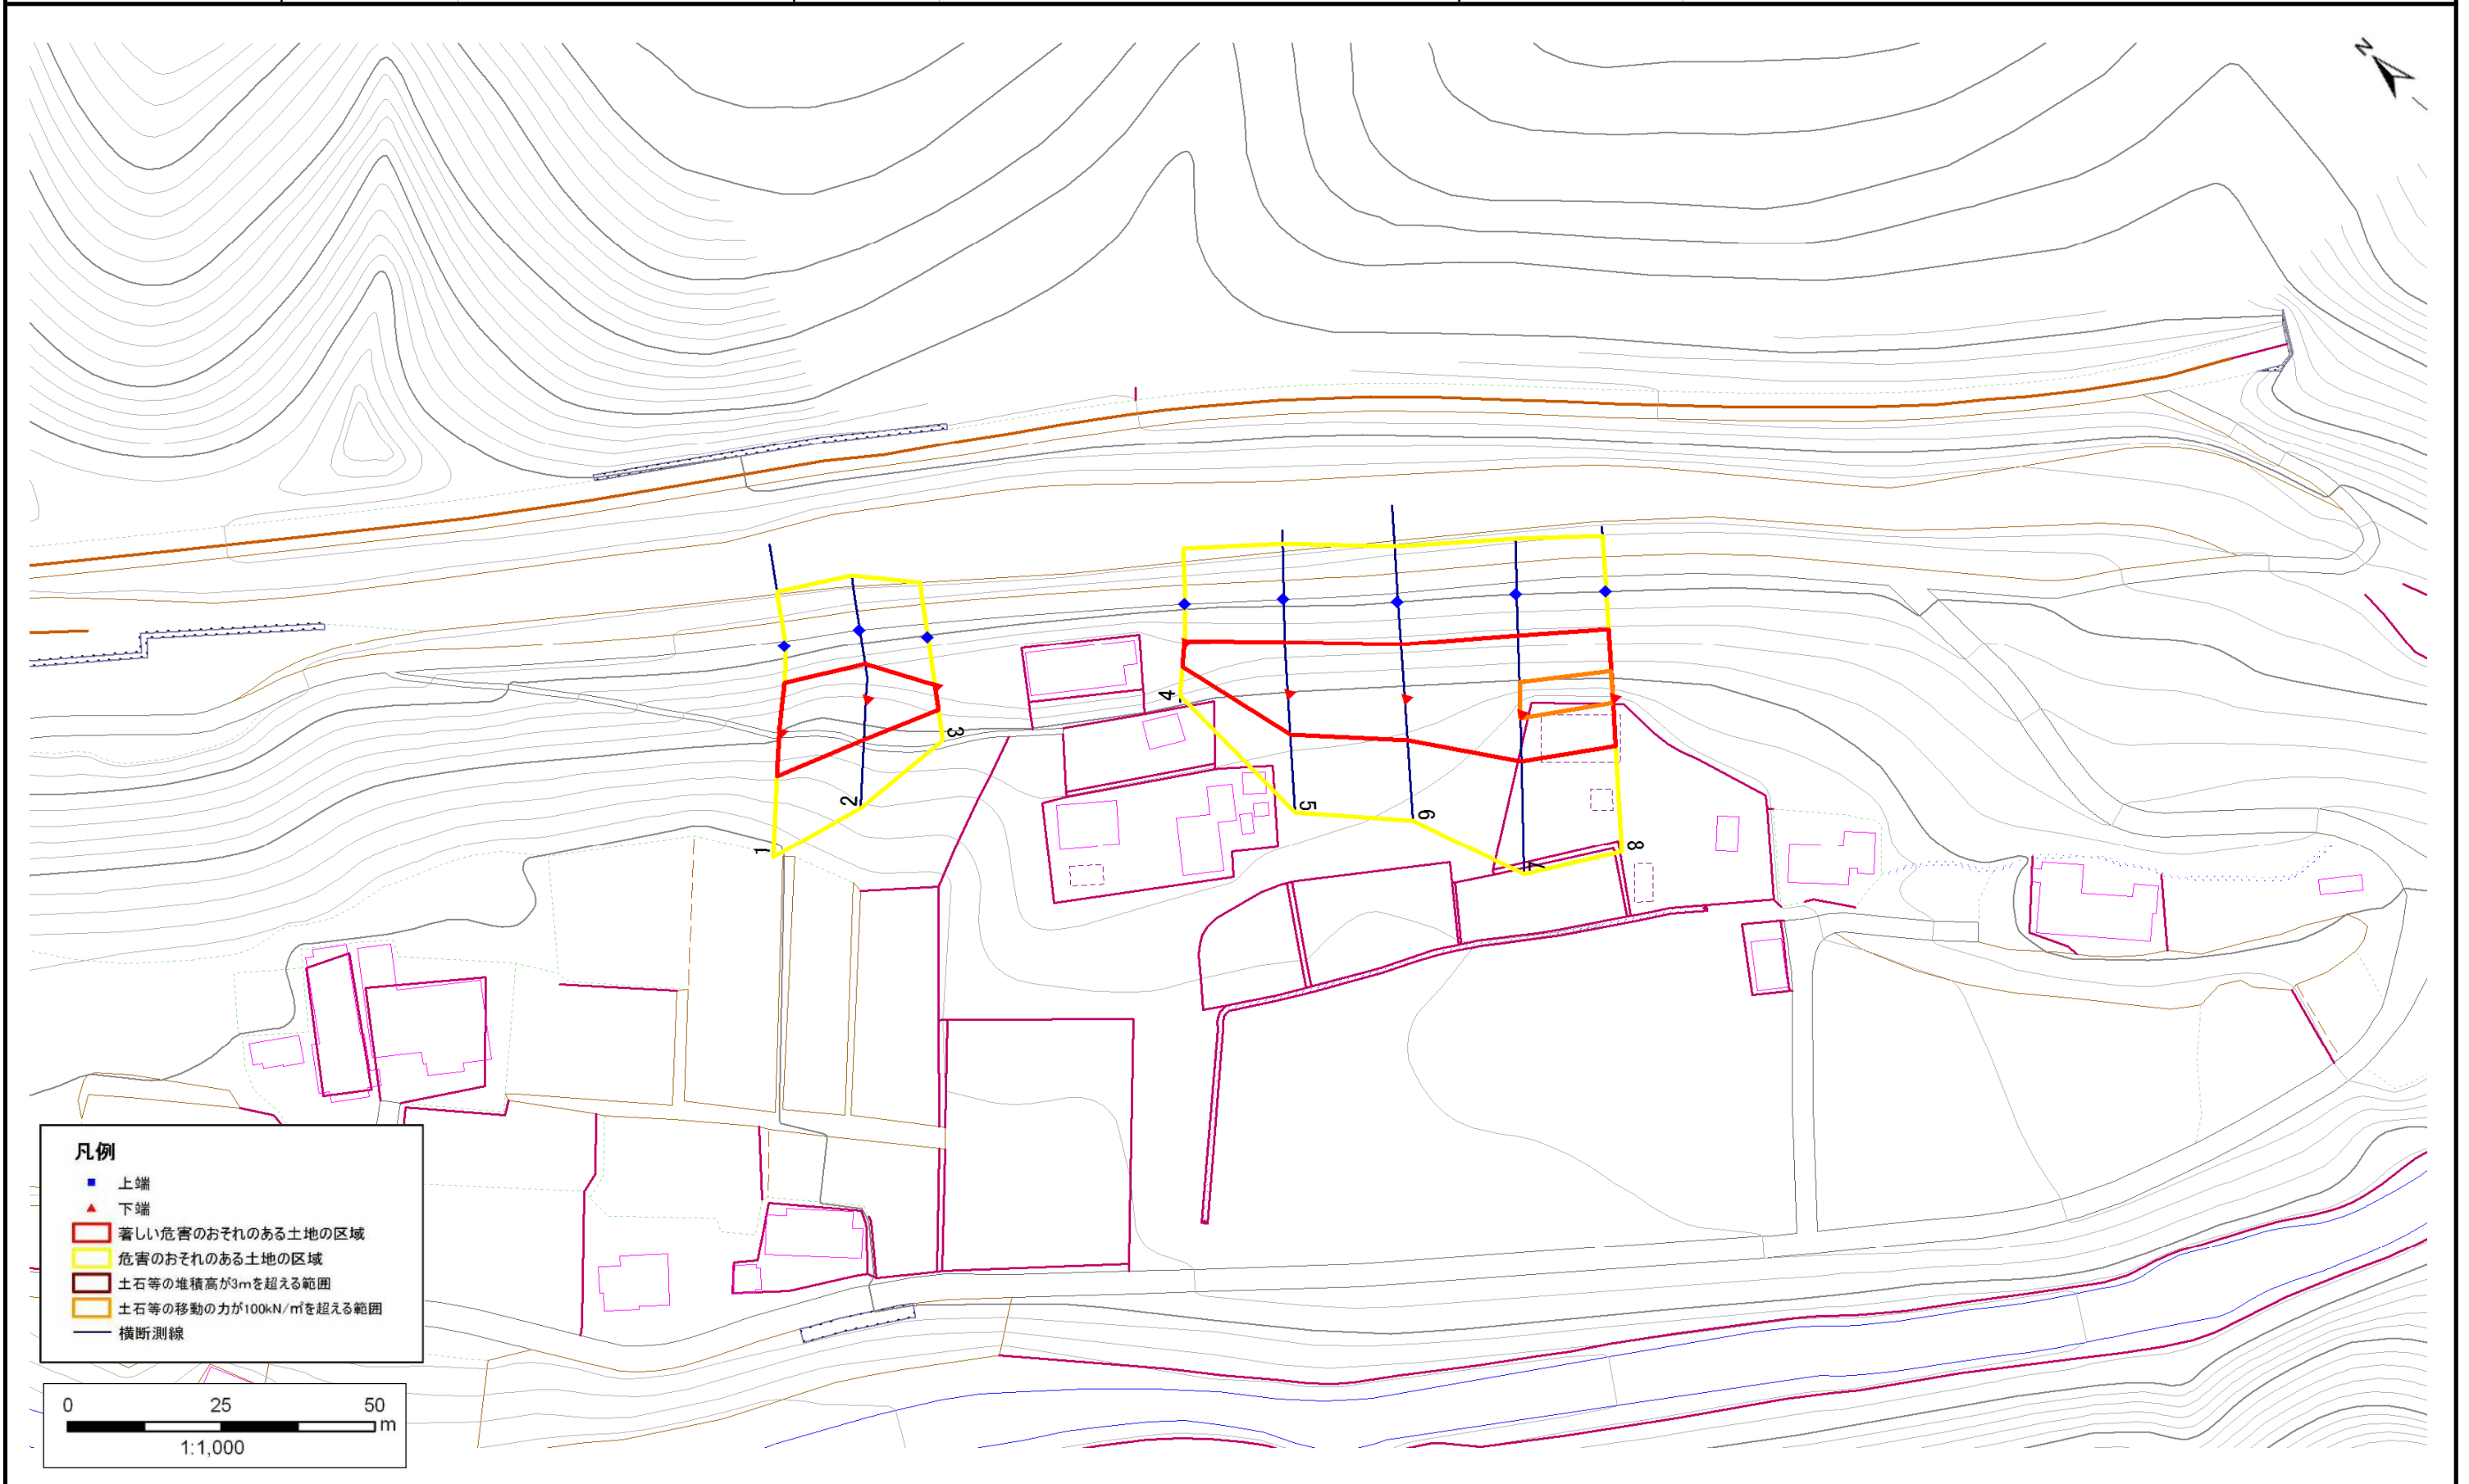 N
4
3
2
1
5
6
7
8
凡例
上端
下端
著しい危害のおそれのある土地の区域
危害のおそれのある土地の区域
土石等の堆積高が3mを超える範囲
土石等の移動の力が100kN/㎡を超える範囲
横断測線
0 25 50
m
1:1,000